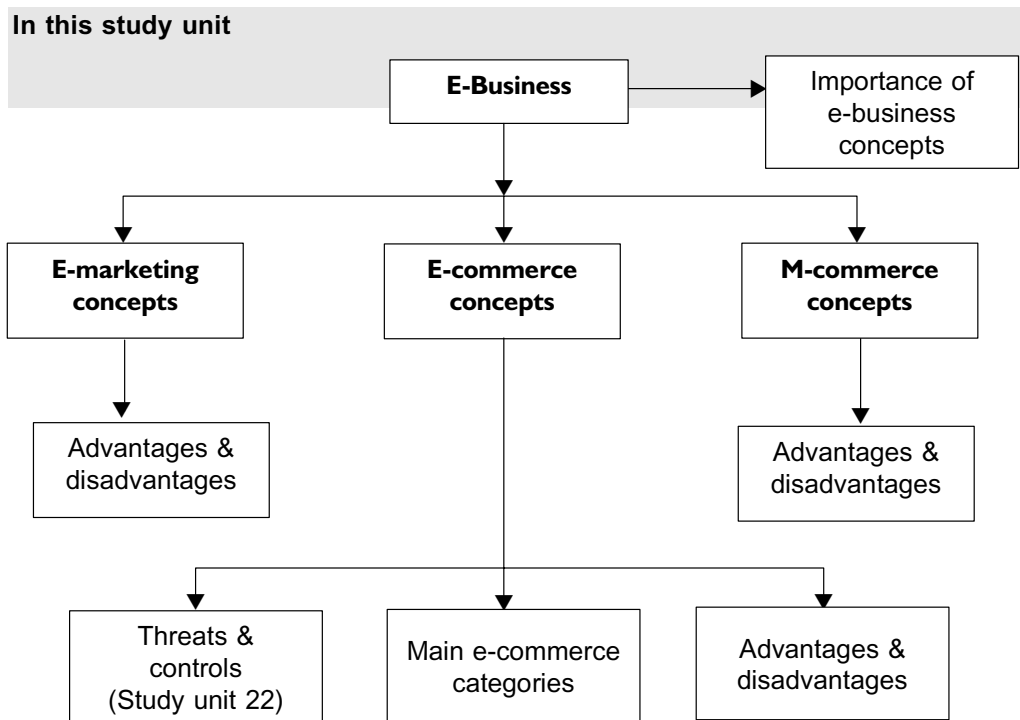 In this study unit
E-Business
Importance of
e-business
concepts
E-marketing
concepts
E-commerce
concepts
M-commerce
concepts
Advantages &
disadvantages
Advantages &
disadvantages
Threats &
controls
(Study unit 22)
Main e-commerce
categories
Advantages &
disadvantages